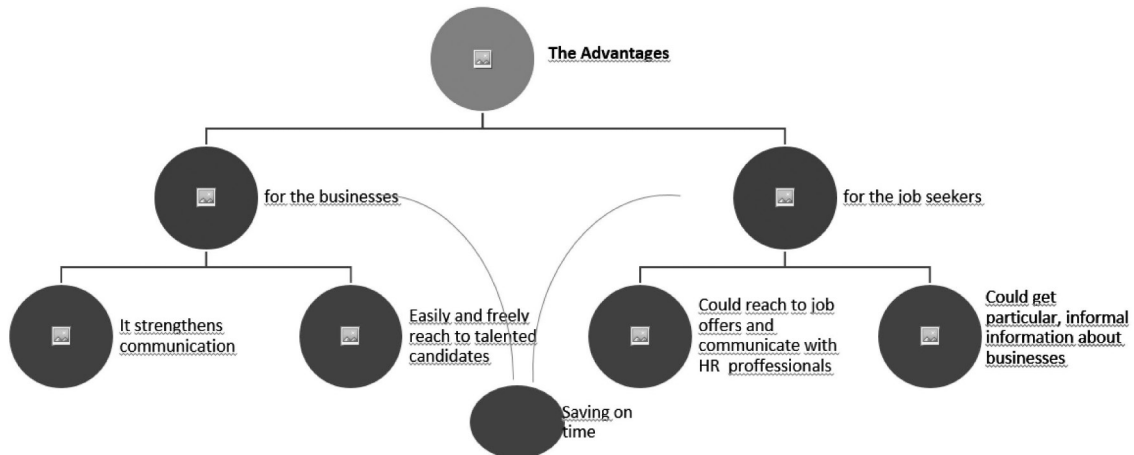 The Advantages
for the businesses
for the job seekers
It strengthens
communication
Easily and freely
reach to talented
candidates
Could reach to job
offers and
communicate with
HR proffessionals
Could get
particular, informal
information about
businesses
Saving on
time